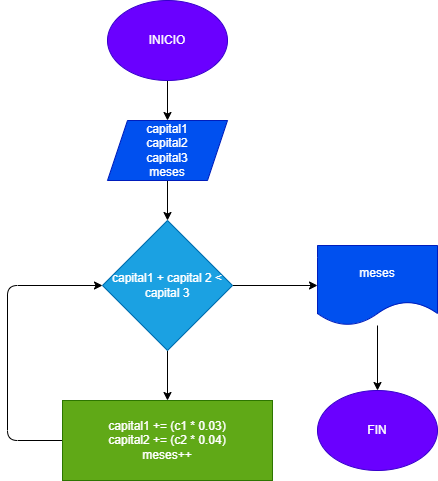 INICIO
capital1
capital2
capital3
meses
capital1 + capital 2 <
capital 3
meses
capital1 += (c1 * 0.03)
capital2 += (c2 * 0.04)
meses++
FIN